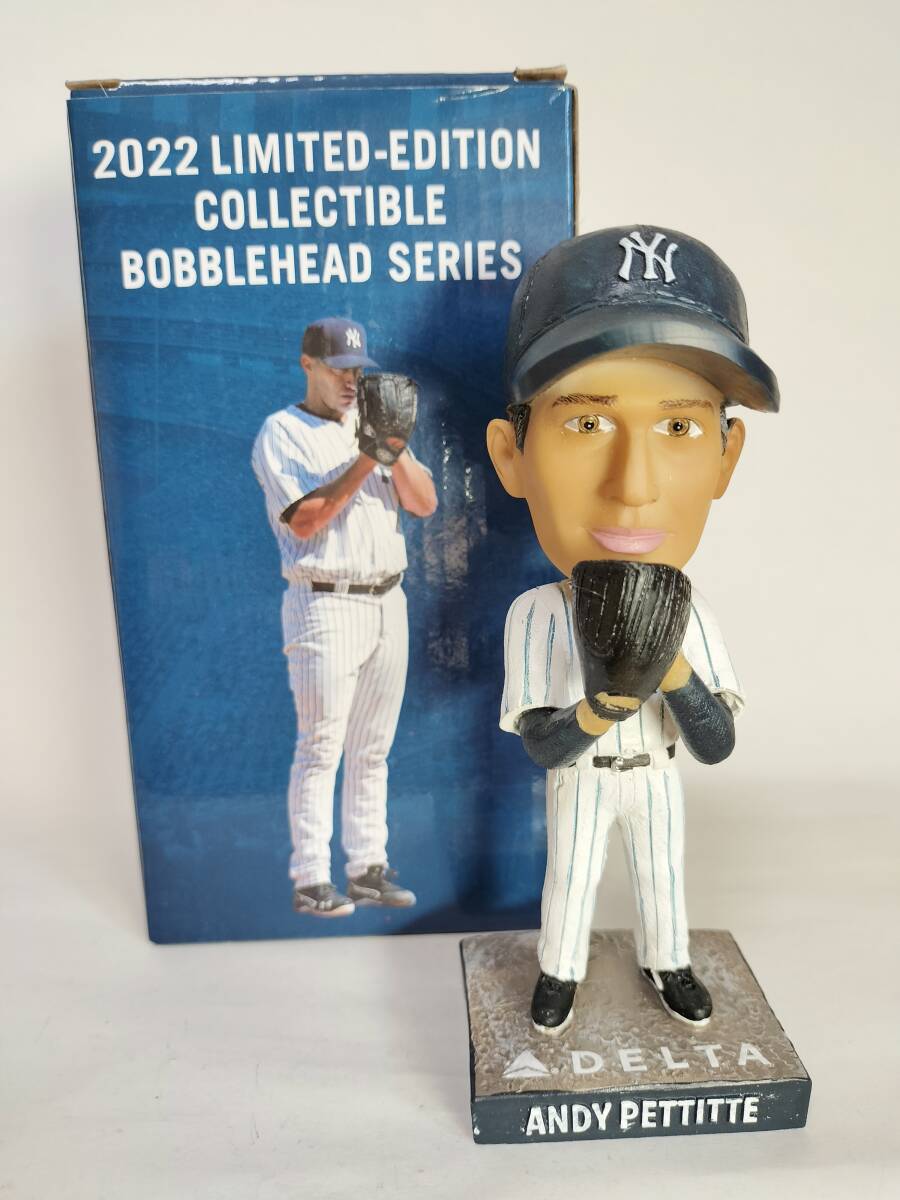 2022 LIMITED-EDITION
COLLECTIBLE
BOBBLEHEAD SERIES
NY
NY
DELTA
ANDY PETTITTE